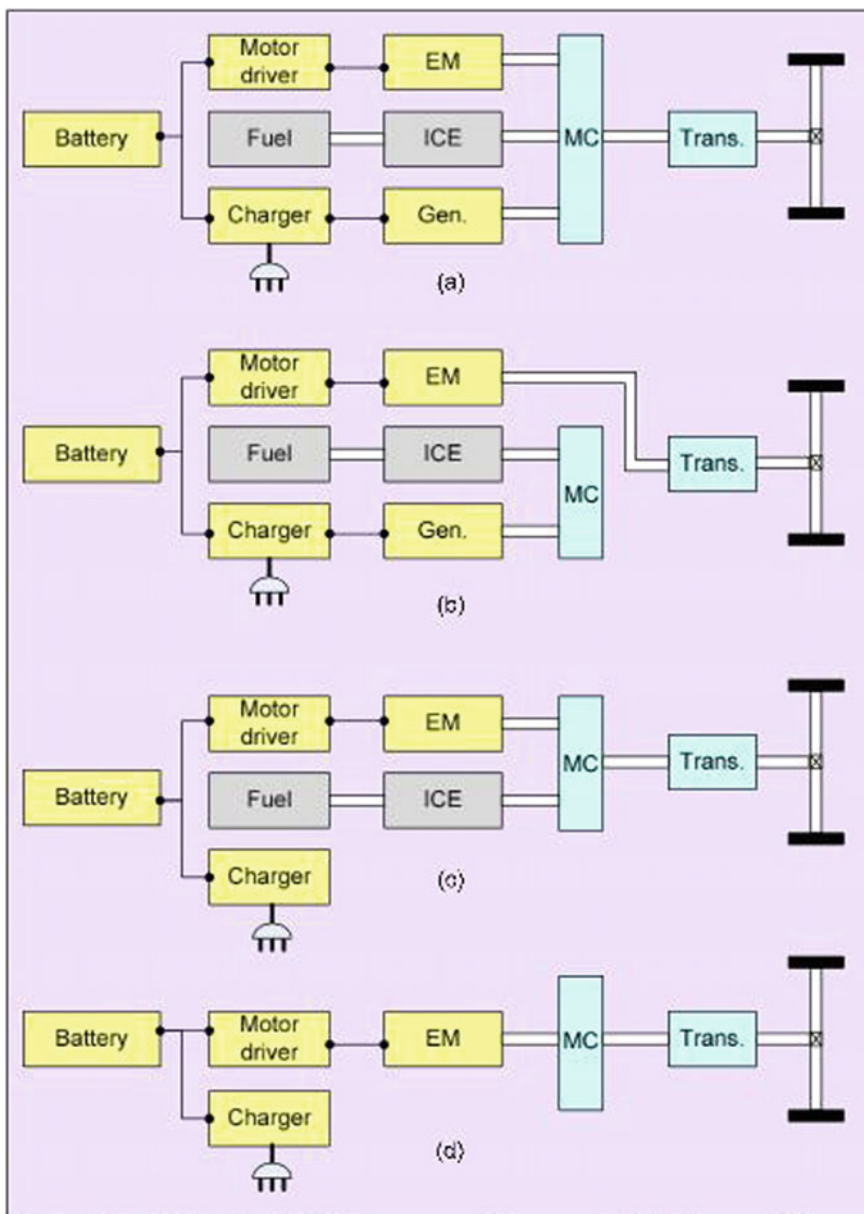 Motor
driver
EM
Battery
Fuel
ICE
MC
Trans.
Charger
Gen.
(a)
Motor
driver
EM
Battery
Fuel
ICE
MC
Trans.
Charger
Gen.
(b)
Motor
driver
EM
MC
Trans.
Battery
Fuel
ICE
Charger
(c)
Battery
Motor
driver
EM
MC
Trans.
Charger
(d)